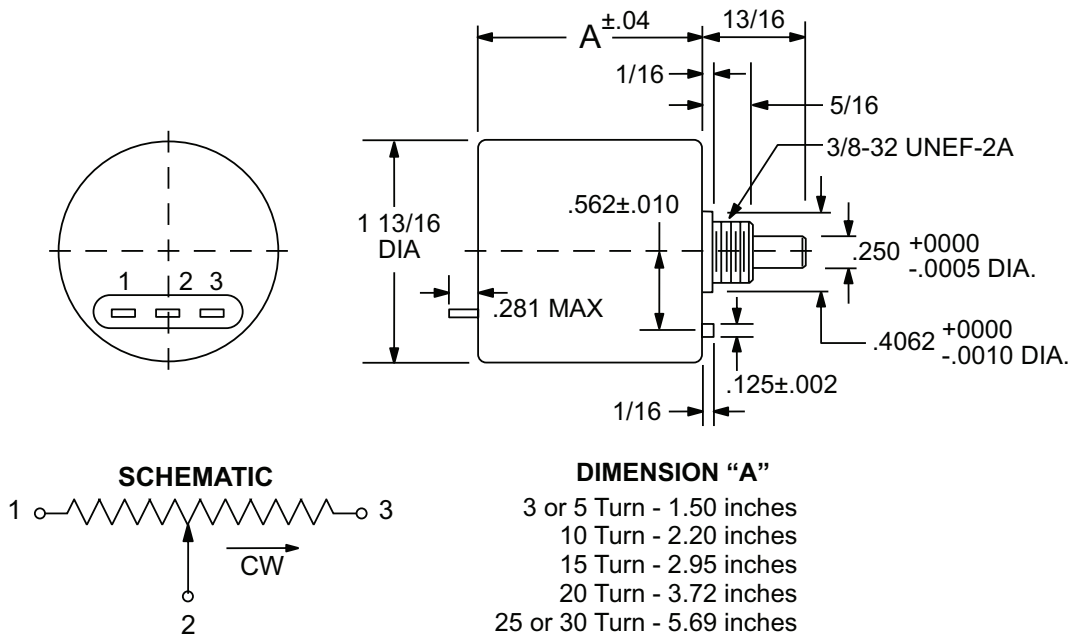 A ±.04
13/16
1/16
5/16
3/8-32 UNEF-2A
.562±.010
1 13/16
DIA
.250 +0000
-.0005 DIA.
1 2 3
.281 MAX
.4062 +0000
-.0010 DIA.
.125±.002
1/16
SCHEMATIC
1 3
CW
2
DIMENSION “A”
3 or 5 Turn - 1.50 inches
10 Turn - 2.20 inches
15 Turn - 2.95 inches
20 Turn - 3.72 inches
25 or 30 Turn - 5.69 inches